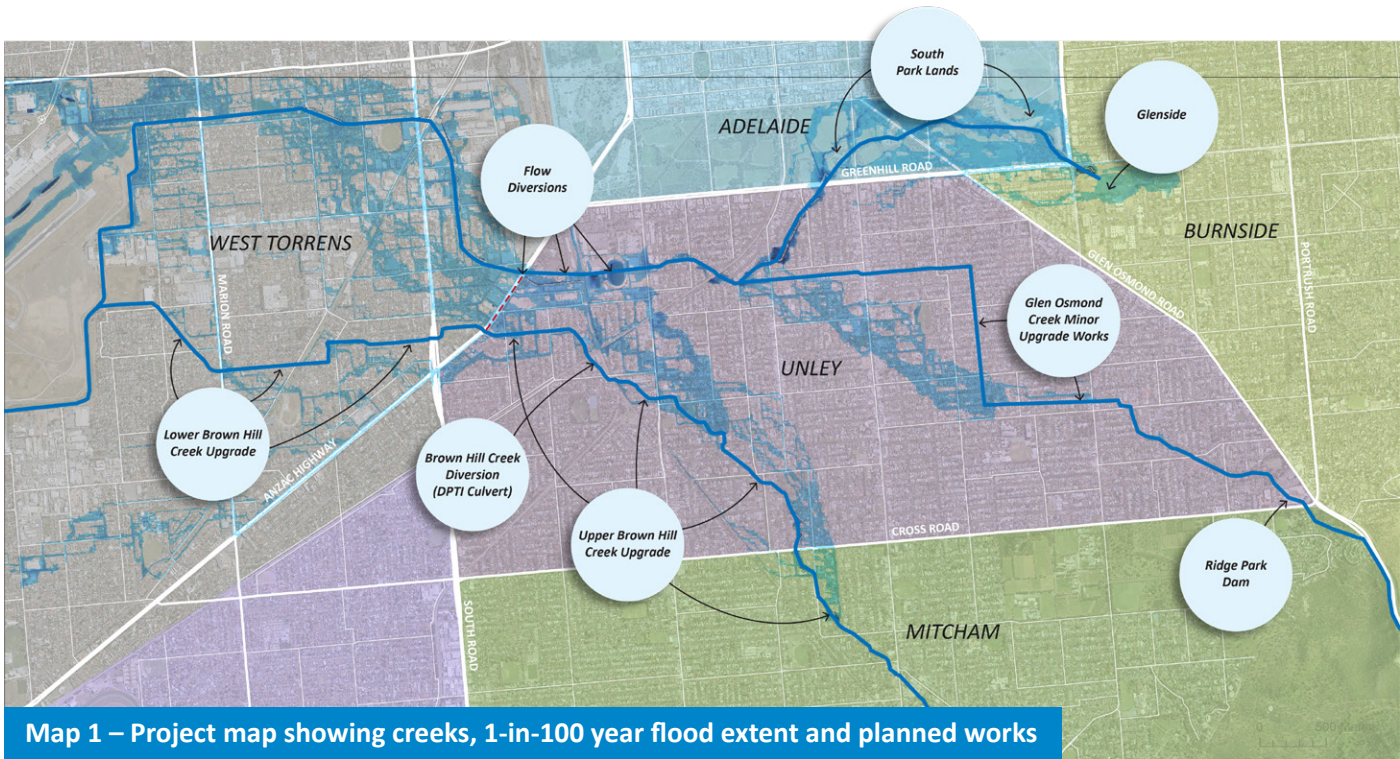 South
Park Lands
Glenside
ADELAIDE
Flow
Diversions
GREENHILL ROAD
BURNSIDE
WEST TORRENS
GLEN OSMOND ROAD
PORTRUSH ROAD
MARION ROAD
Glen Osmond
Creek Minor
Upgrade Works
UNLEY
Lower Brown Hill
Creek Upgrade
ANZAC HIGHWAY
Brown Hill Creek
Diversion
(DPTI Culvert)
Upper Brown Hill
Creek Upgrade
CROSS ROAD
Ridge Park
Dam
SOUTH ROAD
MITCHAM
Map 1 – Project map showing creeks, 1-in-100 year flood extent and planned works
0 500